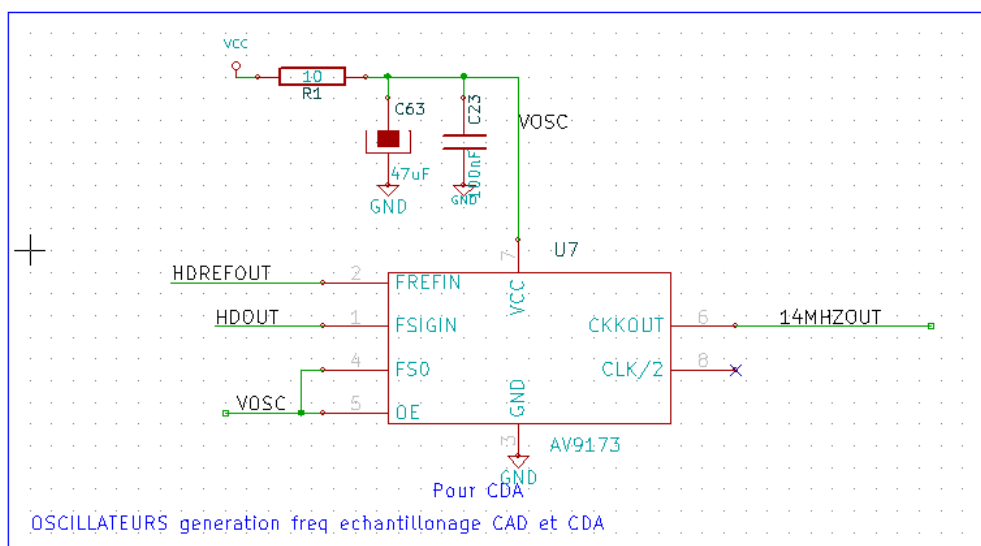 VCC
10
R1
C63
47uF
GND
C23
100nF
GND
VOSC
U7
HDREFOUT
2
FREFIN
7
VCC
HDOUT
1
FSIGIN
CKKOUT
6
14MHZOUT
4
FS0
CLK/2
8
VOSC
5
OE
GND
3
AV9173
GND
Pour CDA
OSCILLATEURS generation freq echantillonage CAD et CDA